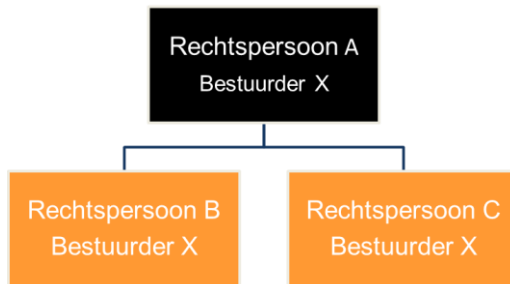 Rechtspersoon A
Bestuurder X
Rechtspersoon B
Bestuurder X
Rechtspersoon C
Bestuurder X